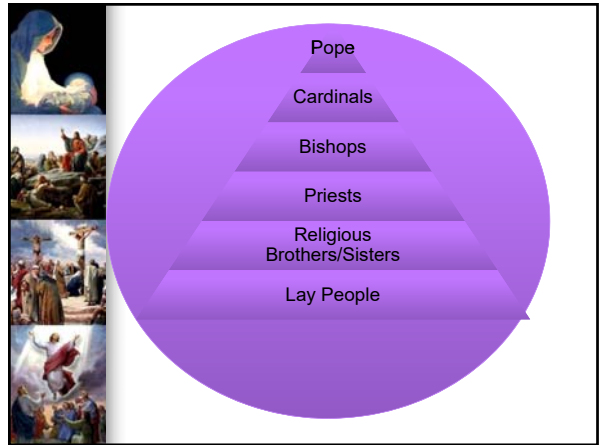 Pope
Cardinals
Bishops
Priests
Religious
Brothers/Sisters
Lay People